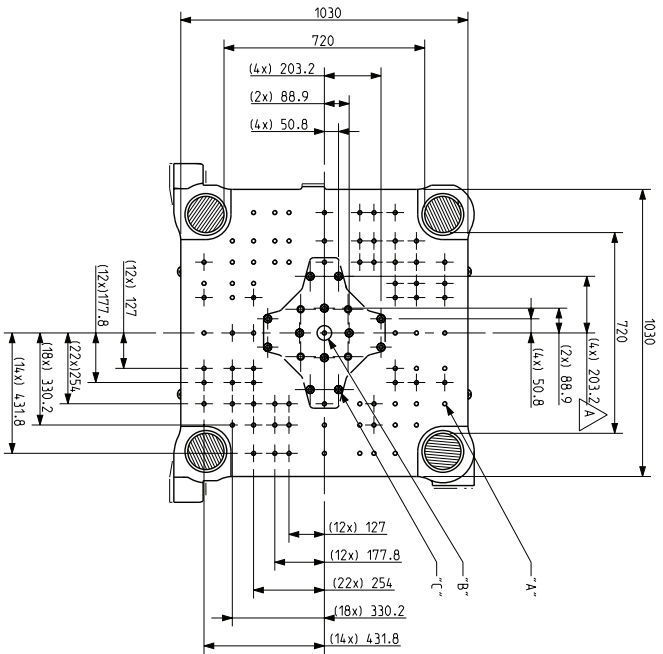 1030
720
(4x) 203.2
(2x) 88.9
(4x) 50.8
(12x) 127
(12x)177.8
(22x)254
(18x) 330.2
(14x) 431.8
1030
720
(4x) 203.2
(2x) 88.9
(4x) 50.8
A
(12x) 127
(12x) 177.8
(22x) 254
(18x) 330.2
(14x) 431.8
"C"
"B"
"A"